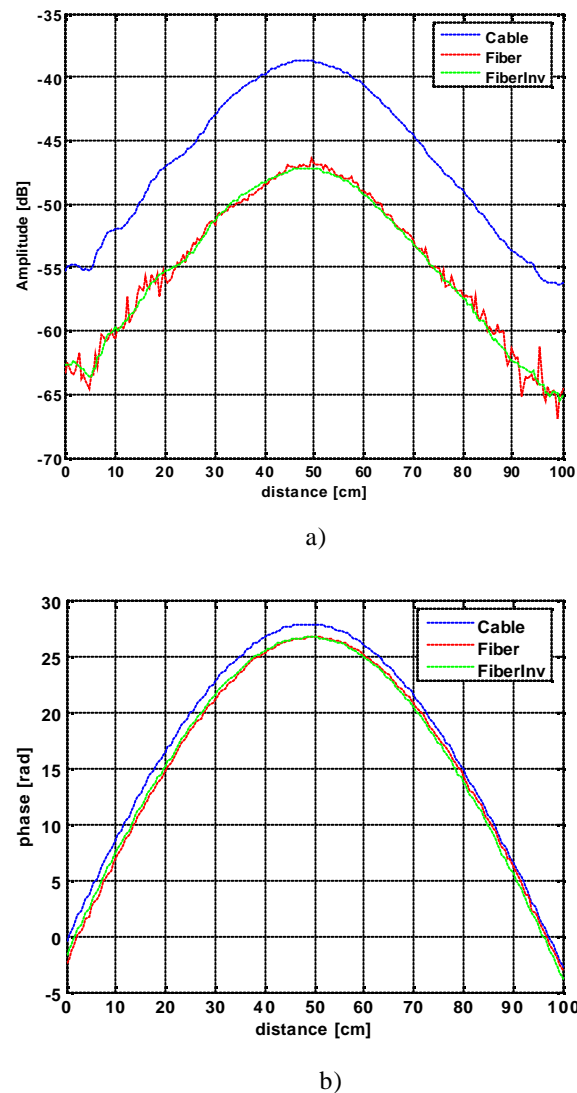 -35
-40
-45
-50
-55
-60
-65
-70
Amplitude [dB]
Cable
Fiber
FiberInv
0 10 20 30 40 50 60 70 80 90 100
distance [cm]
a)
30
25
20
15
10
5
0
-5
phase [rad]
Cable
Fiber
FiberInv
0 10 20 30 40 50 60 70 80 90 100
distance [cm]
b)